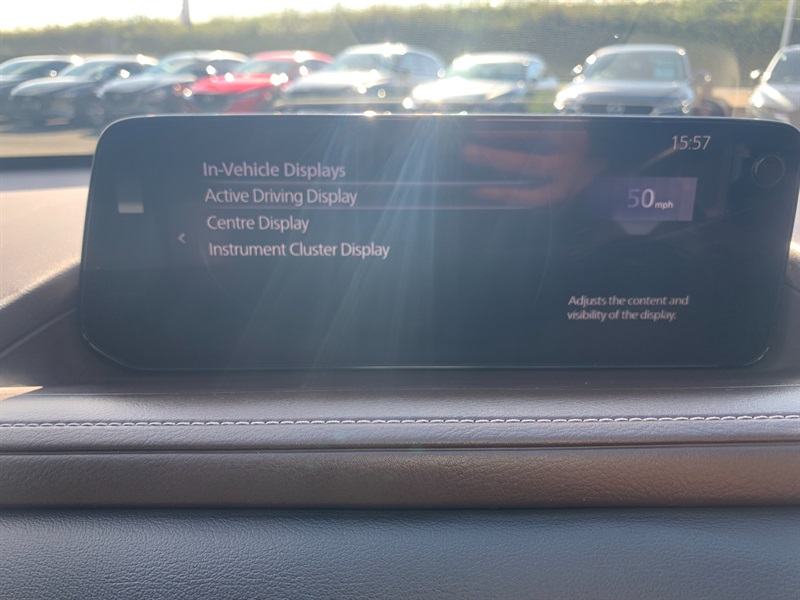 15:57
In-Vehicle Displays
Active Driving Display
50mph
Centre Display
Instrument Cluster Display
Adjusts the content and
visibility of the display.